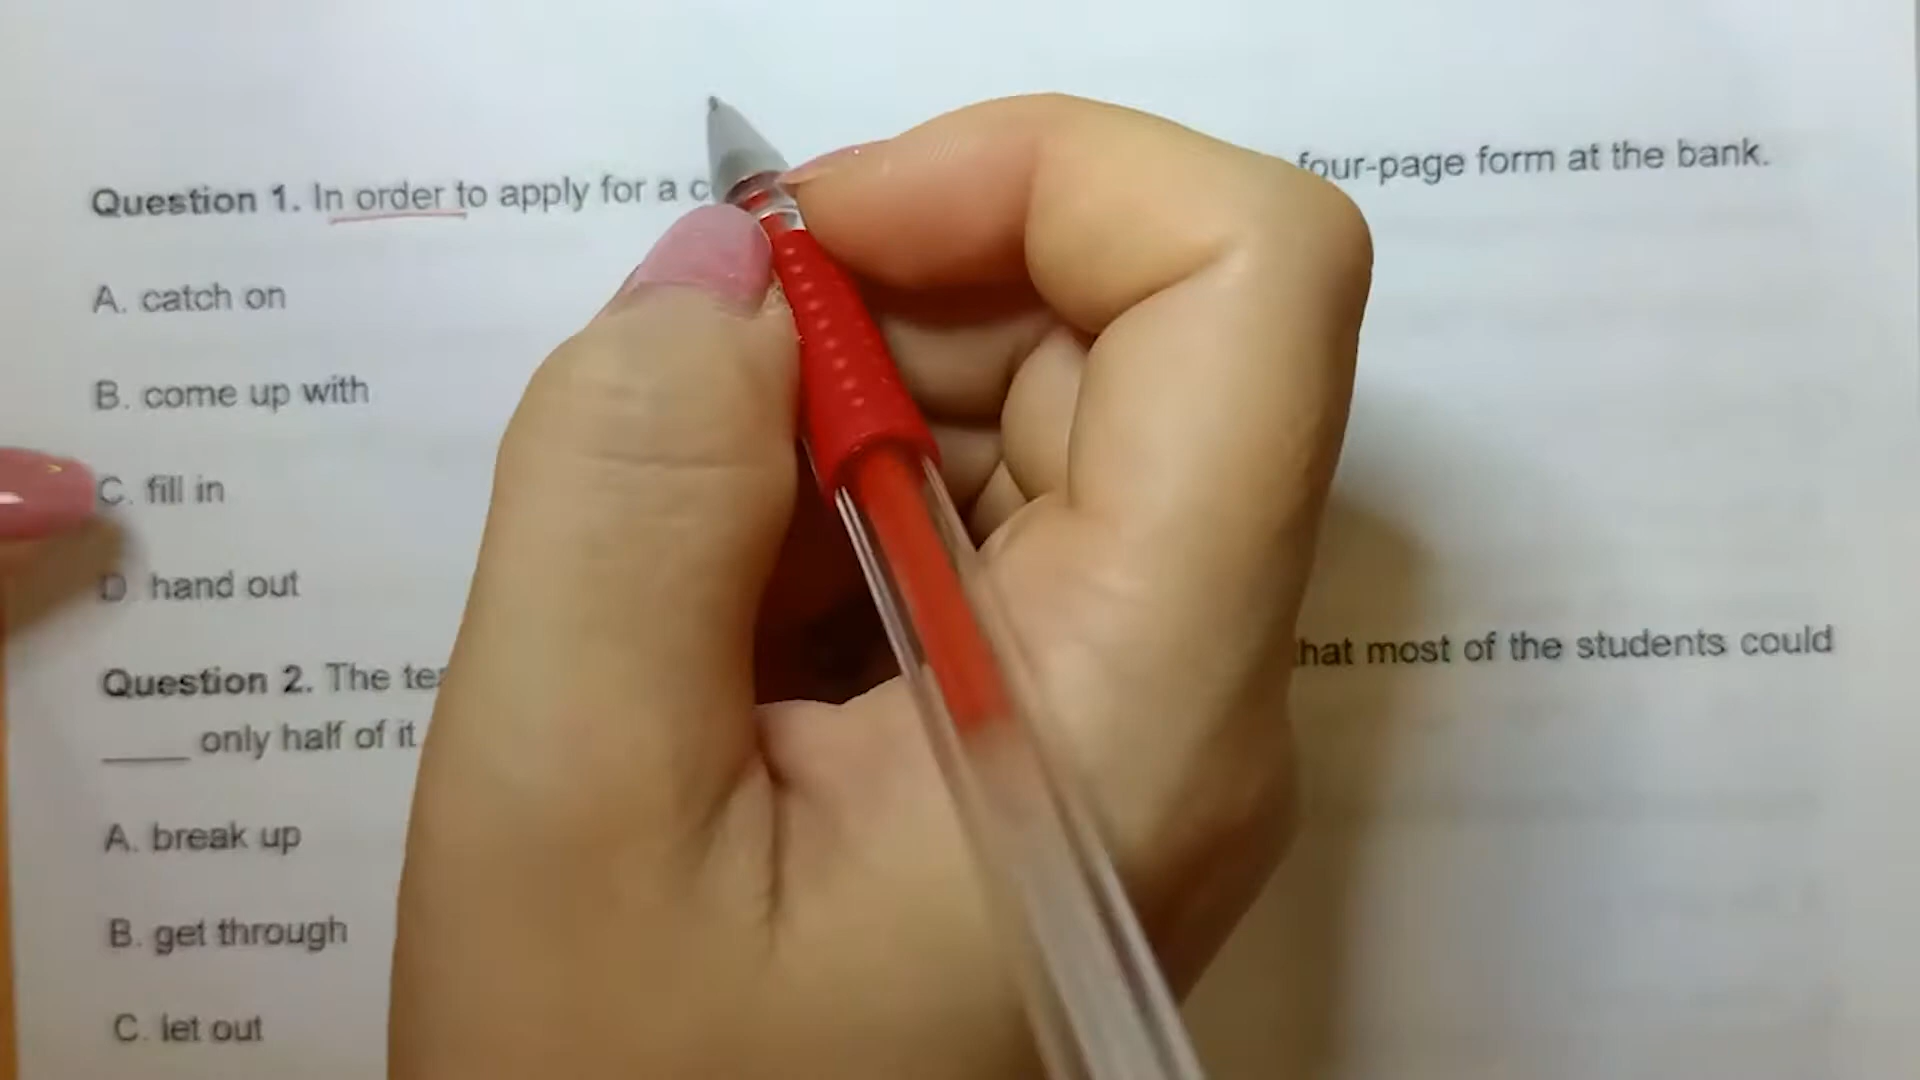 Question 1. In order to apply for a four-page form at the bank.
A. catch on
B. come up with
C. fill in
D hand out
Question 2. The that most of the students could
_____ only half of it
A. break up
B. get through
C. let out